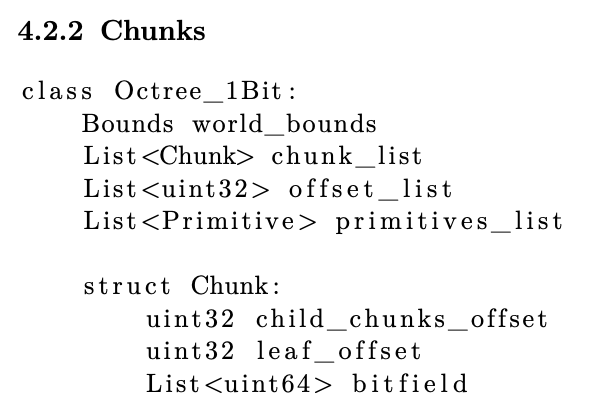 4.2.2 Chunks
class Octree_1Bit:
Bounds world_bounds
List<Chunk> chunk_list
List<uint32> offset_list
List<Primitive> primitives_list
struct Chunk:
uint32 child_chunks_offset
uint32 leaf_offset
List<uint64> bitfield